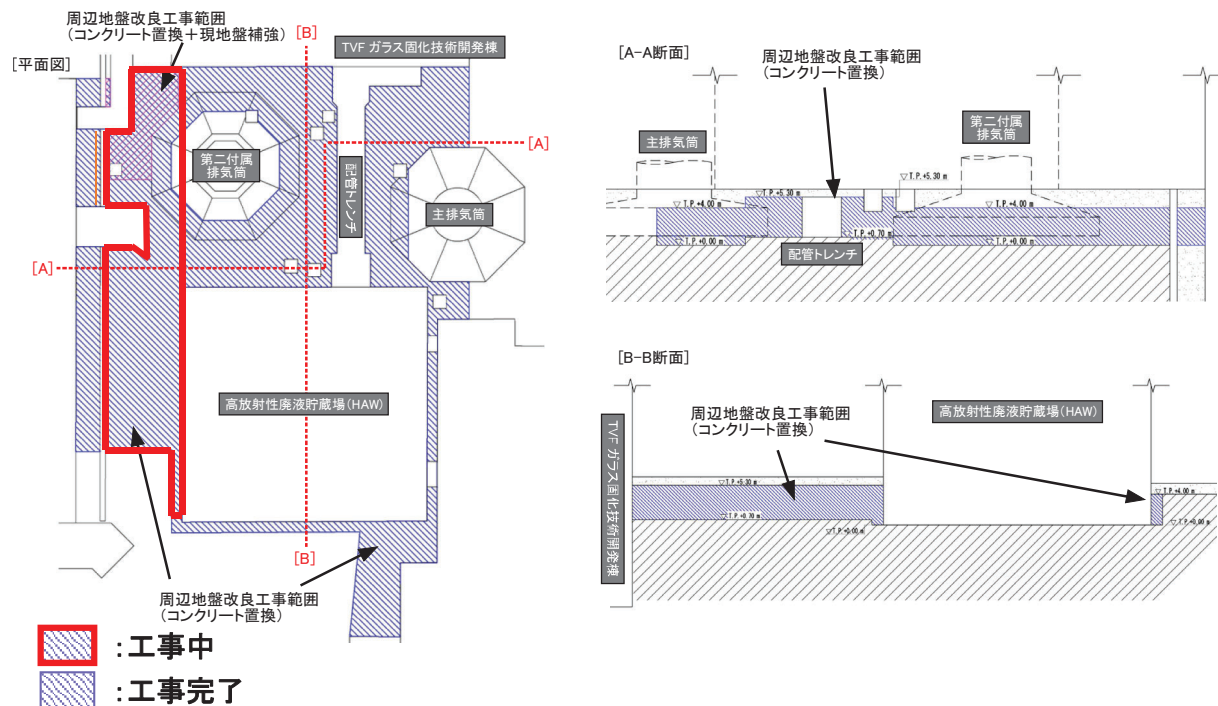 周辺地盤改良工事範囲
(コンクリート置換＋現地盤補強)
[平面図]
[B]
TVF ガラス固化技術開発棟
第二付属
排気筒
配管トレンチ
主排気筒
[A]
[A]
高放射性廃液貯蔵場(HAW)
[B]
周辺地盤改良工事範囲
(コンクリート置換)
：工事中
：工事完了
[A-A断面]
周辺地盤改良工事範囲
(コンクリート置換)
主排気筒
第二付属
排気筒
▽T.P.+5.30 m
▽T.P.+5.30 m
▽T.P.+4.00 m
▽T.P.+4.00 m
▽T.P.+0.70 m
▽T.P.+0.00 m
▽T.P.+0.00 m
配管トレンチ
[B-B断面]
周辺地盤改良工事範囲
(コンクリート置換)
高放射性廃液貯蔵場(HAW)
TVF ガラス固化技術開発棟
▽T.P.+5.30 m
▽T.P.+4.00 m
▽T.P.+0.70 m
▽T.P.+0.00 m
▽T.P.+0.00 m